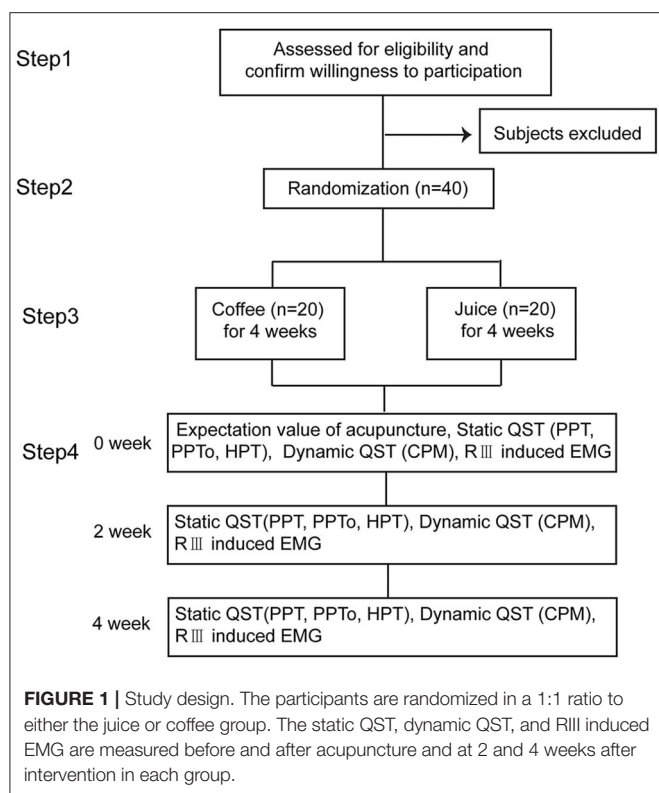 Step1
Assessed for eligibility and
confirm willingness to participation
Subjects excluded
Step2
Randomization (n=40)
Step3
Coffee (n=20)
for 4 weeks
Juice (n=20)
for 4 weeks
Step4
0 week
Expectation value of acupuncture, Static QST (PPT,
PPTo, HPT), Dynamic QST (CPM), RⅢ induced EMG
2 week
Static QST(PPT, PPTo, HPT), Dynamic QST (CPM),
RⅢ induced EMG
4 week
Static QST(PPT, PPTo, HPT), Dynamic QST (CPM),
RⅢ induced EMG
FIGURE 1 | Study design. The participants are randomized in a 1:1 ratio to
either the juice or coffee group. The static QST, dynamic QST, and RIII induced
EMG are measured before and after acupuncture and at 2 and 4 weeks after
intervention in each group.